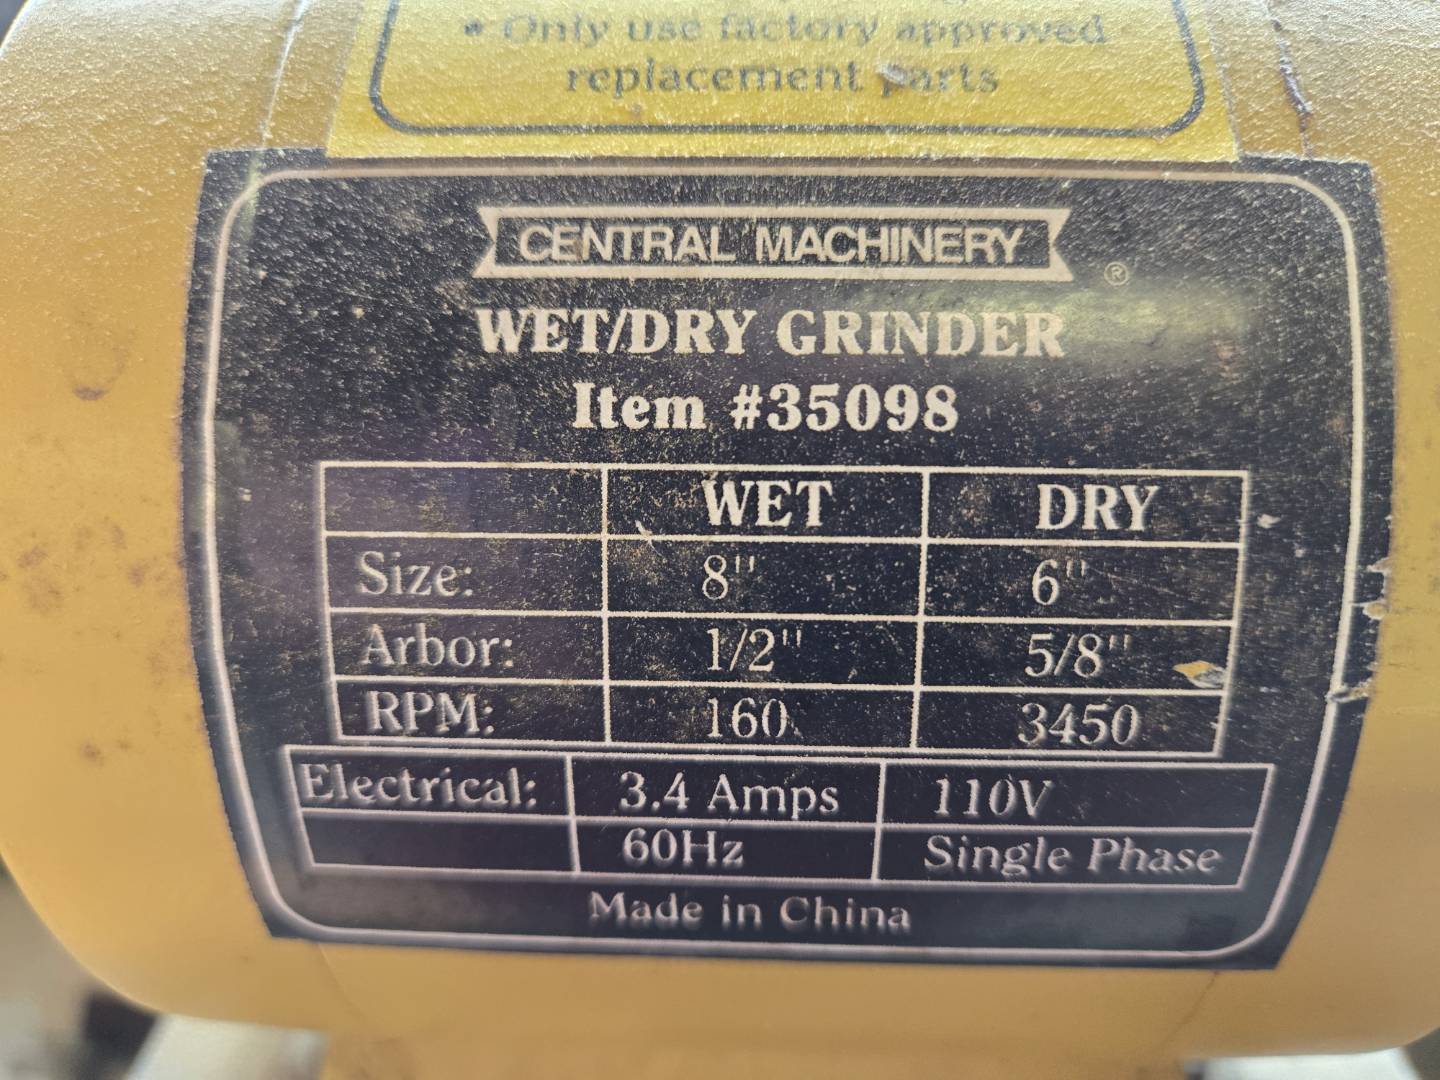 • Only use factory approved
replacement parts
CENTRAL MACHINERY ®
WET/DRY GRINDER
Item #35098
WET DRY
Size: 8" 6"
Arbor: 1/2" 5/8"
RPM: 160 3450
Electrical: 3.4 Amps 110V
60Hz Single Phase
Made in China